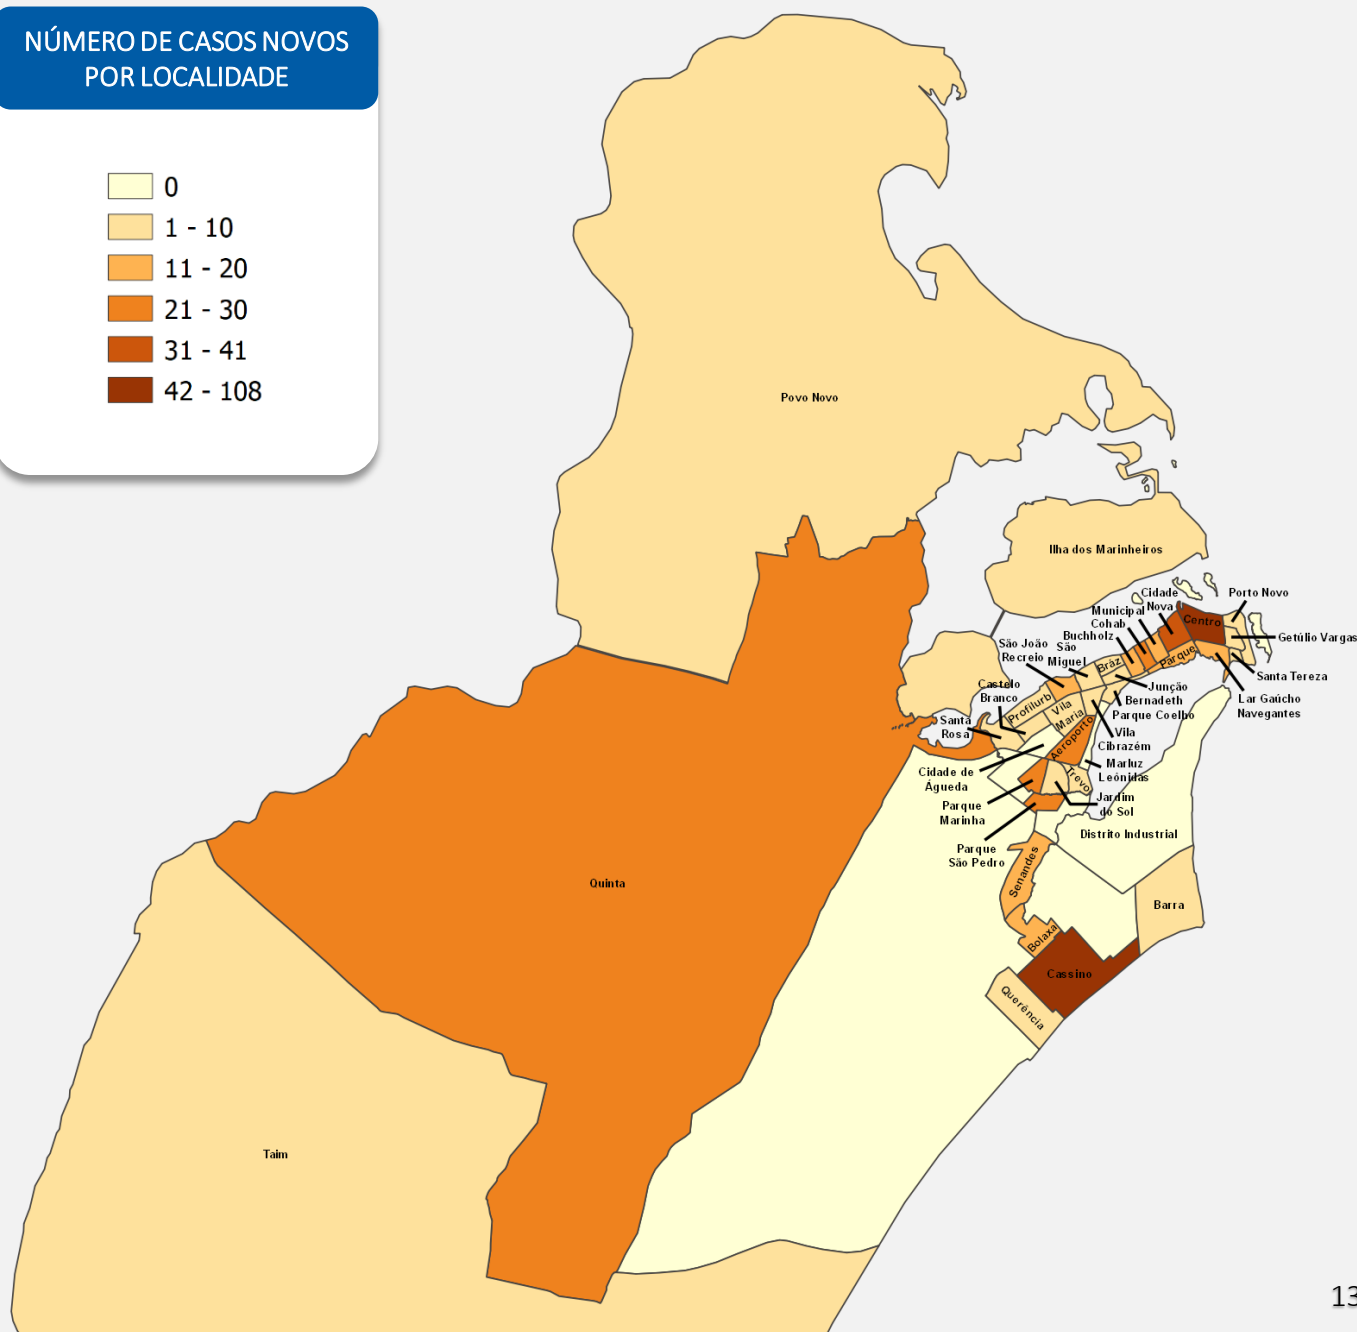 NÚMERO DE CASOS NOVOS
POR LOCALIDADE
0
1 - 10
11 - 20
21 - 30
31 - 41
42 - 108
Povo Novo
Ilha dos Marinheiros
Cidade
Nova
Porto Novo
Municipal
Cohab
Centro
Buchholz
Getúlio Vargas
São João
Recreio
São
Miguel
Bráz
Parque
Santa Tereza
Castelo
Branco
Junção
Bernadeth
Parque Coelho
Lar Gaúcho
Navegantes
Profilurb
Vila
Maria
Santa
Rosa
Aeroporto
Vila
Cibrazém
Cidade de
Águeda
Marluz
Leónidas
Trevo
Parque
Marinha
Jardim
do Sol
Distrito Industrial
Parque
São Pedro
Senandes
Quinta
Barra
Bolaxa
Cassino
Querência
Taim
13